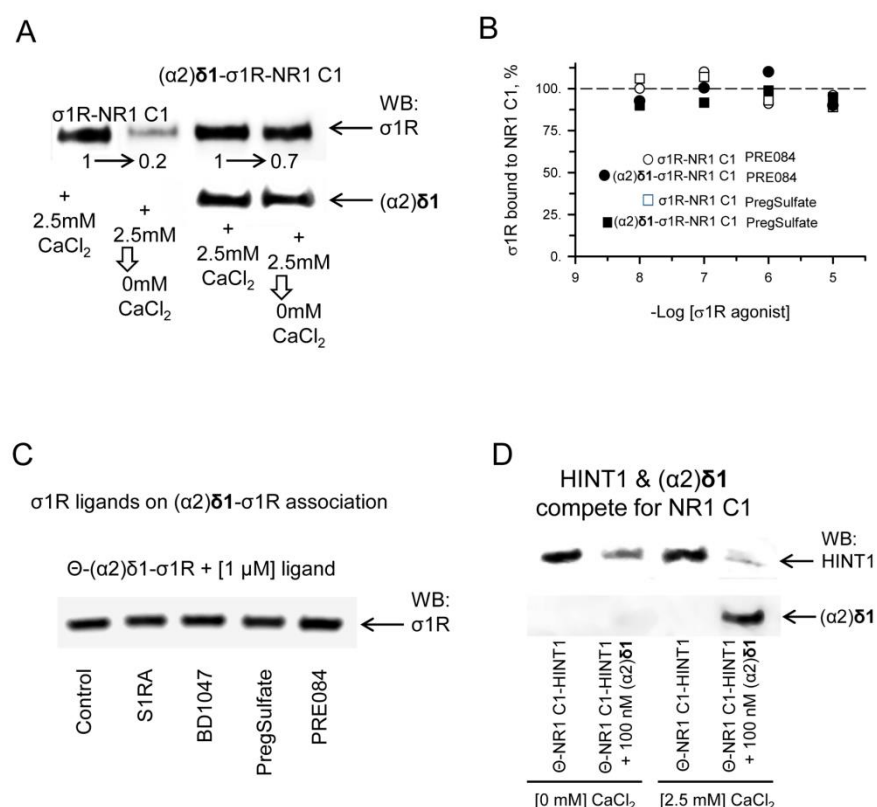 A
(α2)δ1-σ1R-NR1 C1
σ1R-NR1 C1
WB:
σ1R
1 → 0.2
1 → 0.7
(α2)δ1
+
2.5mM
CaCl2
+
2.5mM
0mM
CaCl2
+
2.5mM
CaCl2
+
2.5mM
0mM
CaCl2
B
σ1R bound to NR1 C1, %
100.
75.
50.
25.
0.
○ σ1R-NR1 C1 PRE084
● (α2)δ1-σ1R-NR1 C1 PRE084
□ σ1R-NR1 C1 PregSulfate
■ (α2)δ1-σ1R-NR1 C1 PregSulfate
9 8 7 6 5
-Log [σ1R agonist]
C
σ1R ligands on (α2)δ1-σ1R association
Θ-(α2)δ1-σ1R + [1 μM] ligand
WB:
σ1R
Control
S1RA
BD1047
PregSulfate
PRE084
D
HINT1 & (α2)δ1
compete for NR1 C1
WB:
HINT1
(α2)δ1
Θ-NR1 C1-HINT1
Θ-NR1 C1-HINT1
+ 100 nM (α2)δ1
Θ-NR1 C1-HINT1
Θ-NR1 C1-HINT1
+ 100 nM (α2)δ1
[0 mM] CaCl2
[2.5 mM] CaCl2